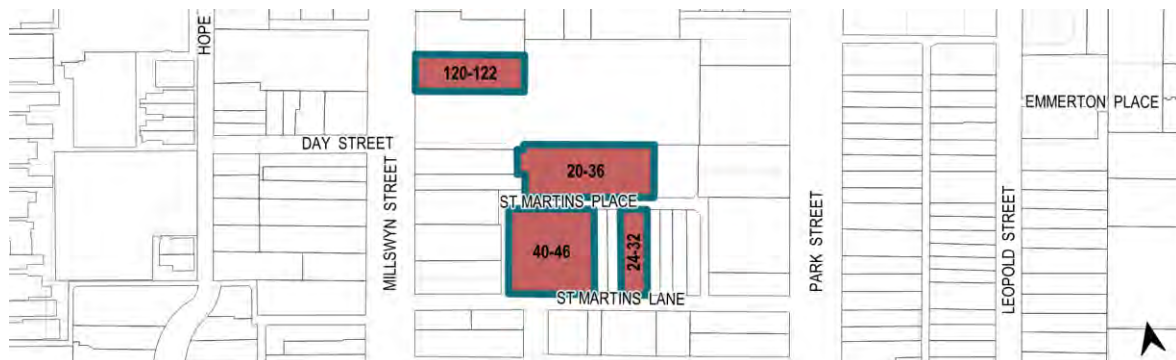 HOPE
120-122
EMMERTON PLACE
DAY STREET
20-36
MILLSWYN STREET
ST MARTINS PLACE
PARK STREET
LEOPOLD STREET
40-46
24-32
ST MARTINS LANE